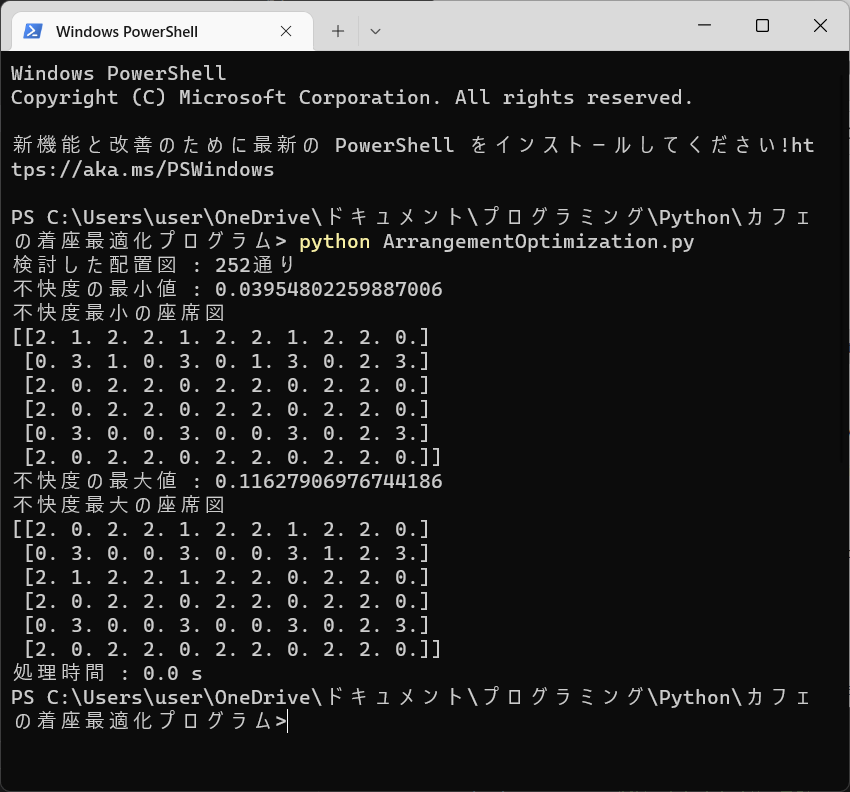 Windows PowerShell
Windows PowerShell
Copyright (C) Microsoft Corporation. All rights reserved.
新機能と改善のために最新の PowerShell をインストールしてください!ht
tps://aka.ms/PSWindows
PS C:\Users\user\OneDrive\ドキュメント\プログラミング\Python\カフェ
の着座最適化プログラム> python ArrangementOptimization.py
検討した配置図 : 252通り
不快度の最小値 : 0.03954802259887006
不快度最小の座席図
[[2. 1. 2. 2. 1. 2. 2. 1. 2. 2. 0.]
 [0. 3. 1. 0. 3. 0. 1. 3. 0. 2. 3.]
 [2. 0. 2. 2. 0. 2. 2. 0. 2. 2. 0.]
 [2. 0. 2. 2. 0. 2. 2. 0. 2. 2. 0.]
 [0. 3. 0. 0. 3. 0. 0. 3. 0. 2. 3.]
 [2. 0. 2. 2. 0. 2. 2. 0. 2. 2. 0.]]
不快度の最大値 : 0.11627906976744186
不快度最大の座席図
[[2. 0. 2. 2. 1. 2. 2. 1. 2. 2. 0.]
 [0. 3. 0. 0. 3. 0. 0. 3. 1. 2. 3.]
 [2. 1. 2. 2. 1. 2. 2. 0. 2. 2. 0.]
 [2. 0. 2. 2. 0. 2. 2. 0. 2. 2. 0.]
 [0. 3. 0. 0. 3. 0. 0. 3. 0. 2. 3.]
 [2. 0. 2. 2. 0. 2. 2. 0. 2. 2. 0.]]
処理時間 : 0.0 s
PS C:\Users\user\OneDrive\ドキュメント\プログラミング\Python\カフェ
の着座最適化プログラム>